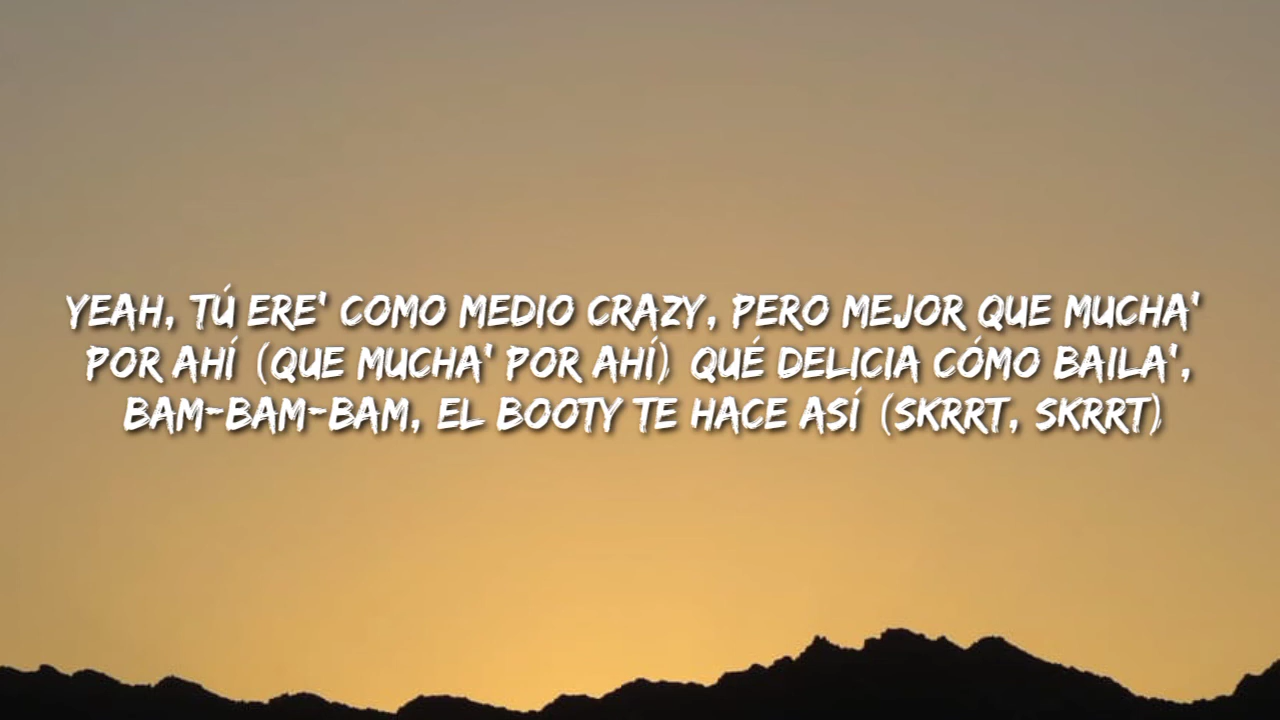 YEAH, TÚ ERE' COMO MEDIO CRAZY, PERO MEJOR QUE MUCHA'
POR AHÍ (QUE MUCHA' POR AHÍ) QUÉ DELICIA CÓMO BAILA',
BAM-BAM-BAM, EL BOOTY TE HACE ASÍ (SKRRT, SKRRT)